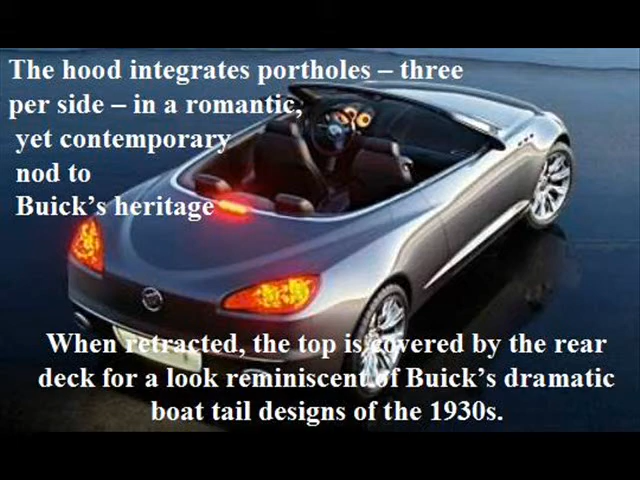 The hood integrates portholes – three
per side – in a romantic,
yet contemporary
nod to
Buick’s heritage
When retracted, the top is covered by the rear
deck for a look reminiscent of Buick’s dramatic
boat tail designs of the 1930s.